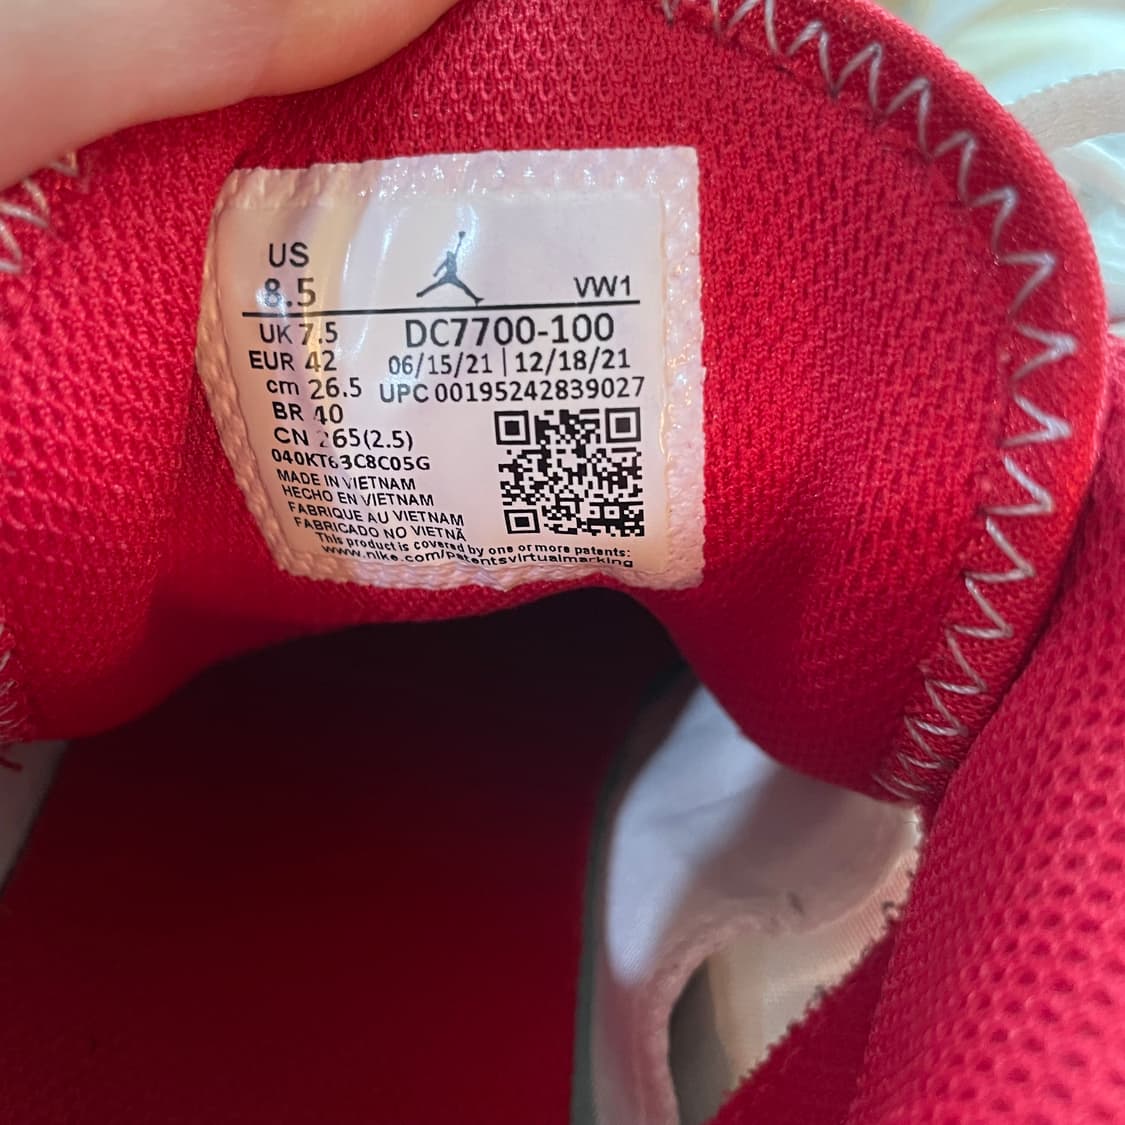 US
8.5
VW1
UK 7.5
DC7700-100
EUR 42
06/15/21 | 12/18/21
cm 26.5
UPC 00195242839027
BR 40
CN 265(2.5)
040KT63C8C05G
MADE IN VIETNAM
HECHO EN VIETNAM
FABRIQUE AU VIETNAM
FABRICADO NO VIETNÃ
This product is covered by one or more patents:
www.nike.com/patentsvirtualmarking